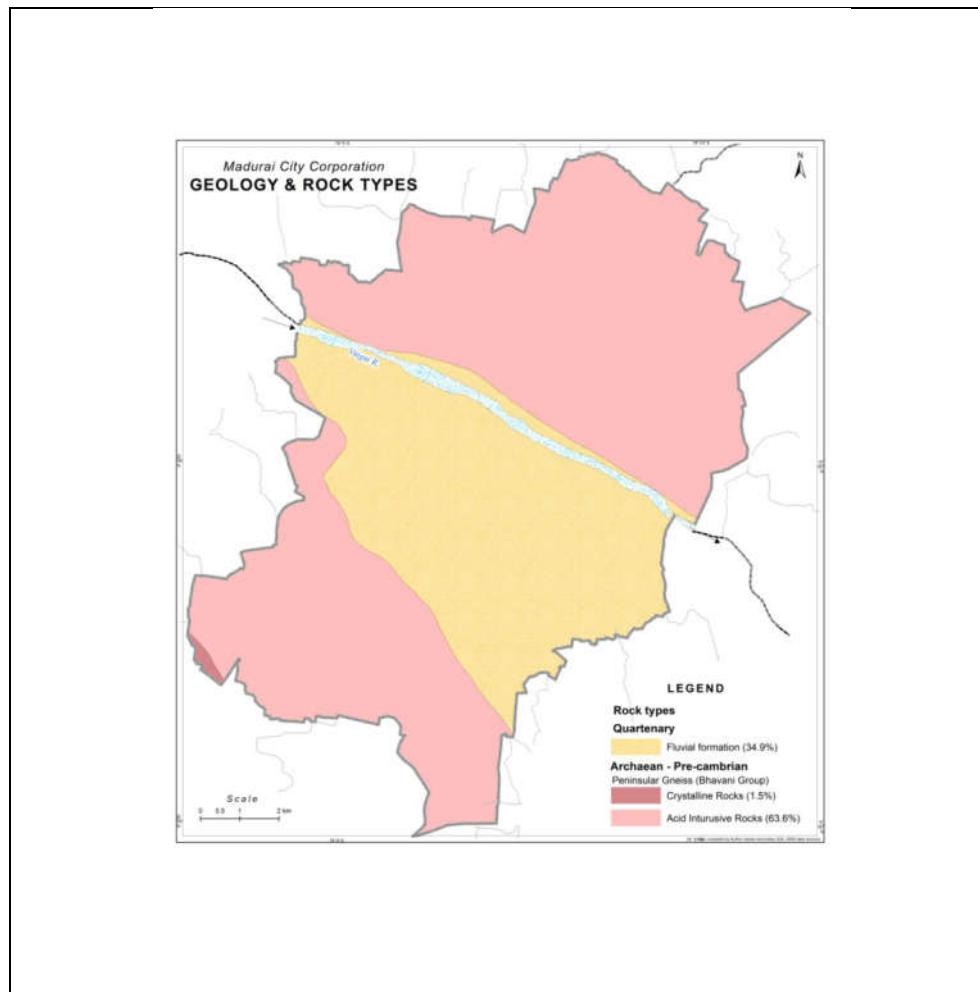 Madurai City Corporation
GEOLOGY & ROCK TYPES
N
Vaigai R.
LEGEND
Rock types
Quartenary
Fluvial formation (34.9%)
Archaean - Pre-cambrian
Peninsular Gneiss (Bhavani Group)
Crystalline Rocks (1.5%)
Acid Inturusive Rocks (63.6%)
Scale
0 0.5 1 2 km